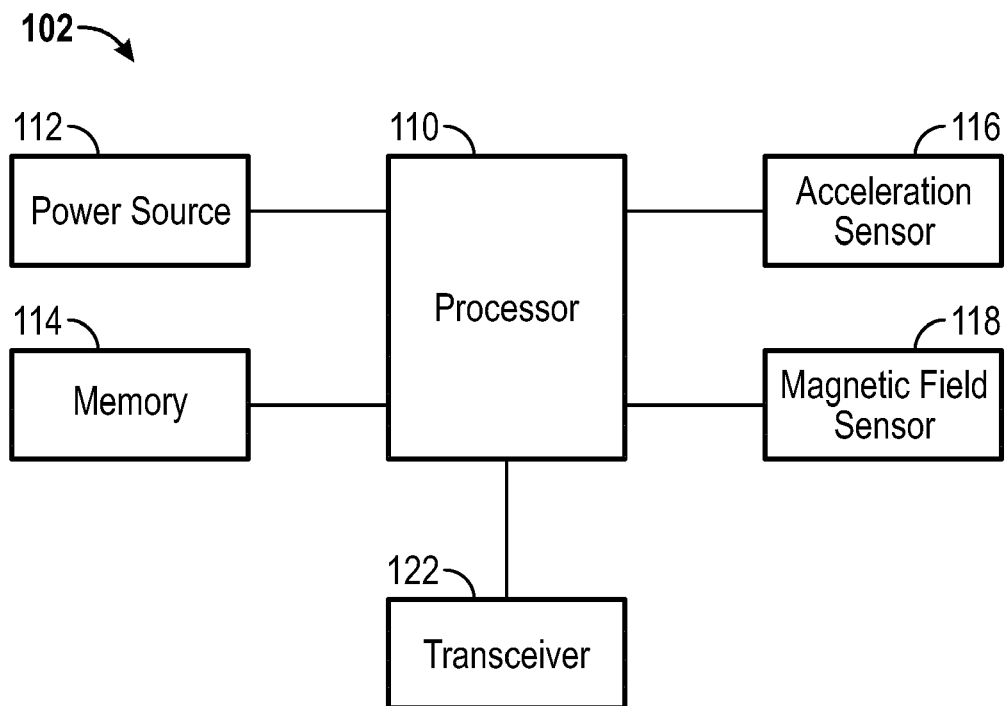 102
112
Power Source
110
Processor
116
Acceleration
Sensor
114
Memory
118
Magnetic Field
Sensor
122
Transceiver